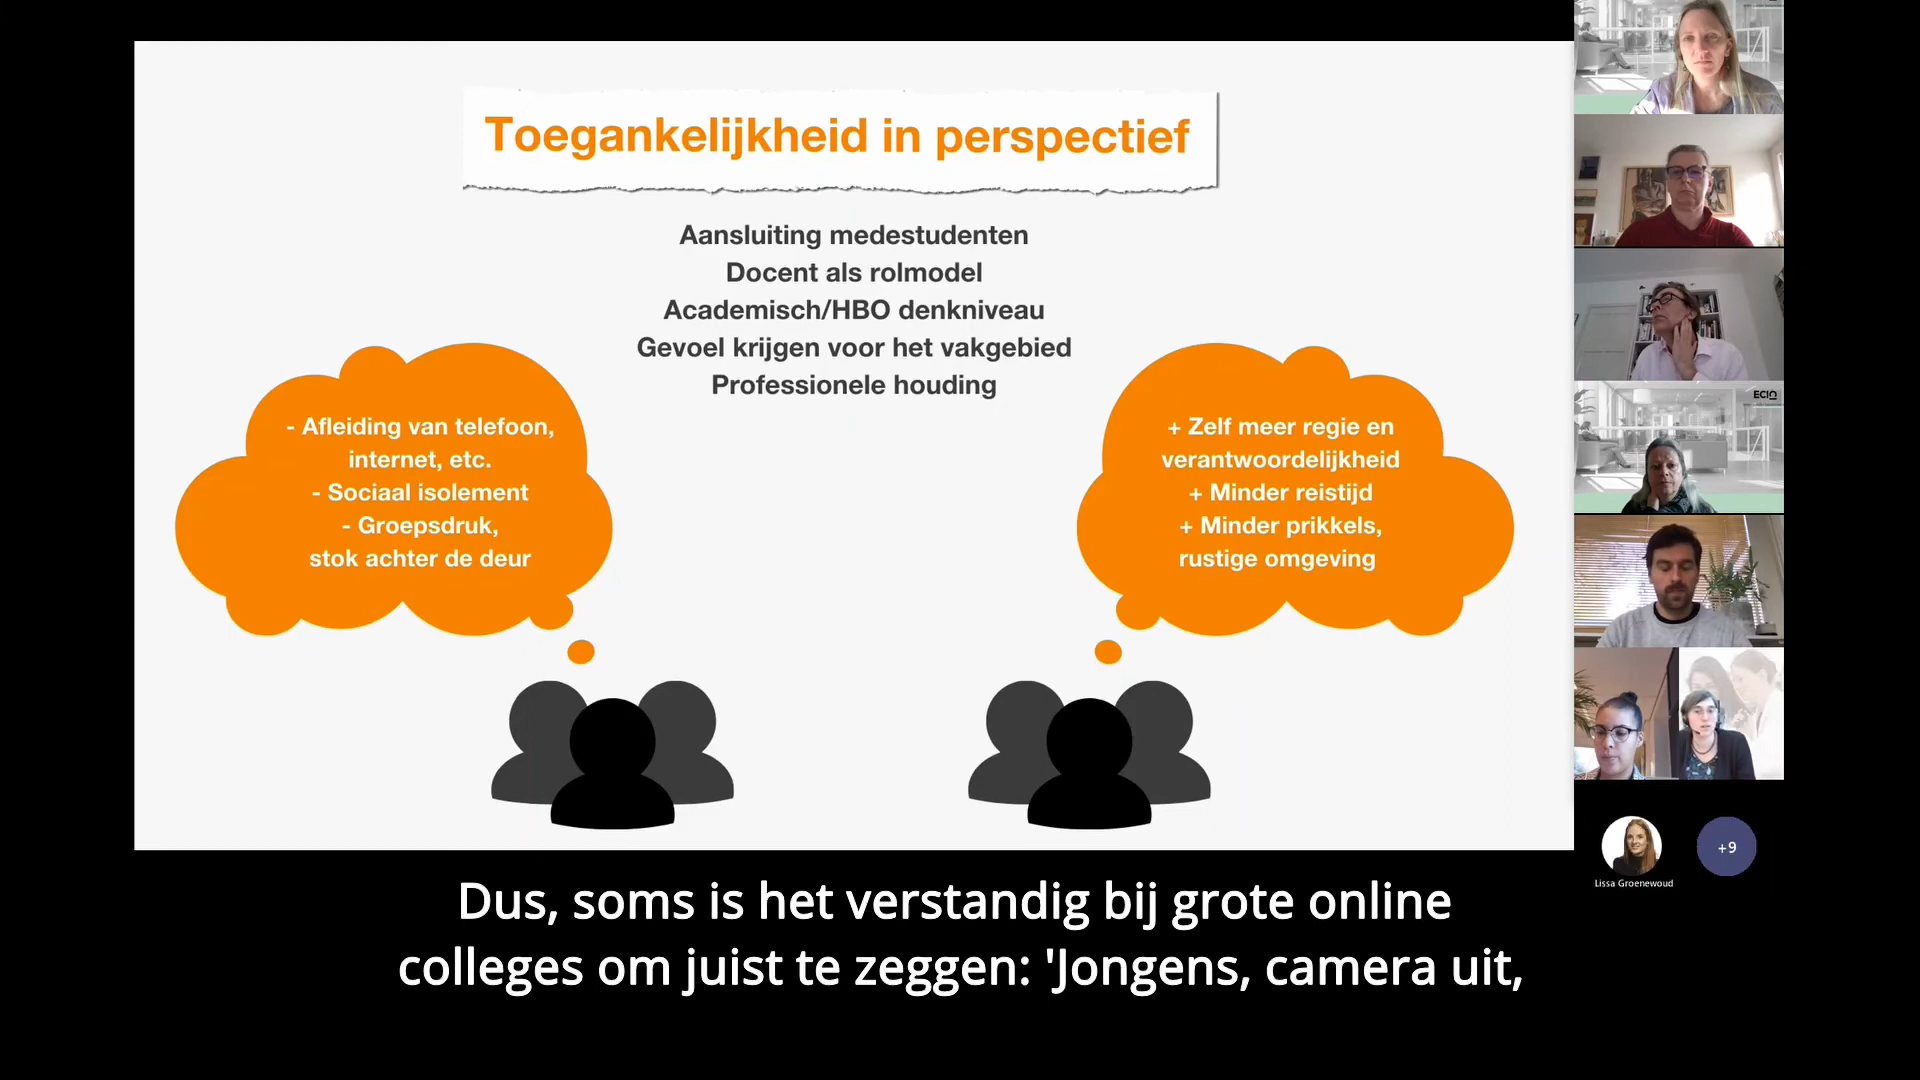 Toegankelijkheid in perspectief
Aansluiting medestudenten
Docent als rolmodel
Academisch/HBO denkniveau
Gevoel krijgen voor het vakgebied
Professionele houding
- Afleiding van telefoon,
internet, etc.
- Sociaal isolement
- Groepsdruk,
stok achter de deur
+ Zelf meer regie en
verantwoordelijkheid
+ Minder reistijd
+ Minder prikkels,
rustige omgeving
ECIO
+9
Lissa Groenewoud
Dus, soms is het verstandig bij grote online
colleges om juist te zeggen: 'Jongens, camera uit,